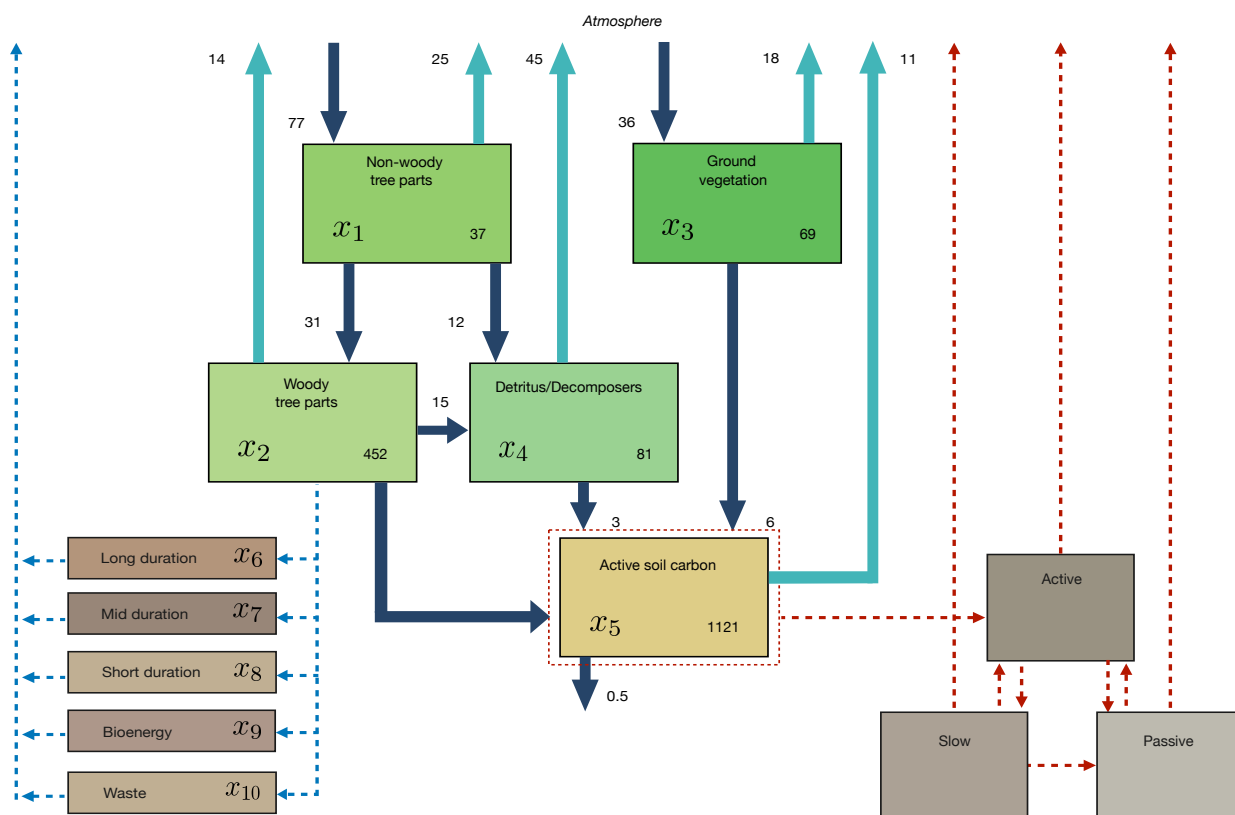 Atmosphere
14
25
45
18
11
77
36
Non-woody
tree parts
x1
37
Ground
vegetation
x3
69
31
12
Woody
tree parts
x2
452
15
Detritus/Decomposers
x4
81
3
6
Long duration
x6
Mid duration
x7
Short duration
x8
Bioenergy
x9
Waste
x10
Active soil carbon
x5
1121
0.5
Active
Slow
Passive